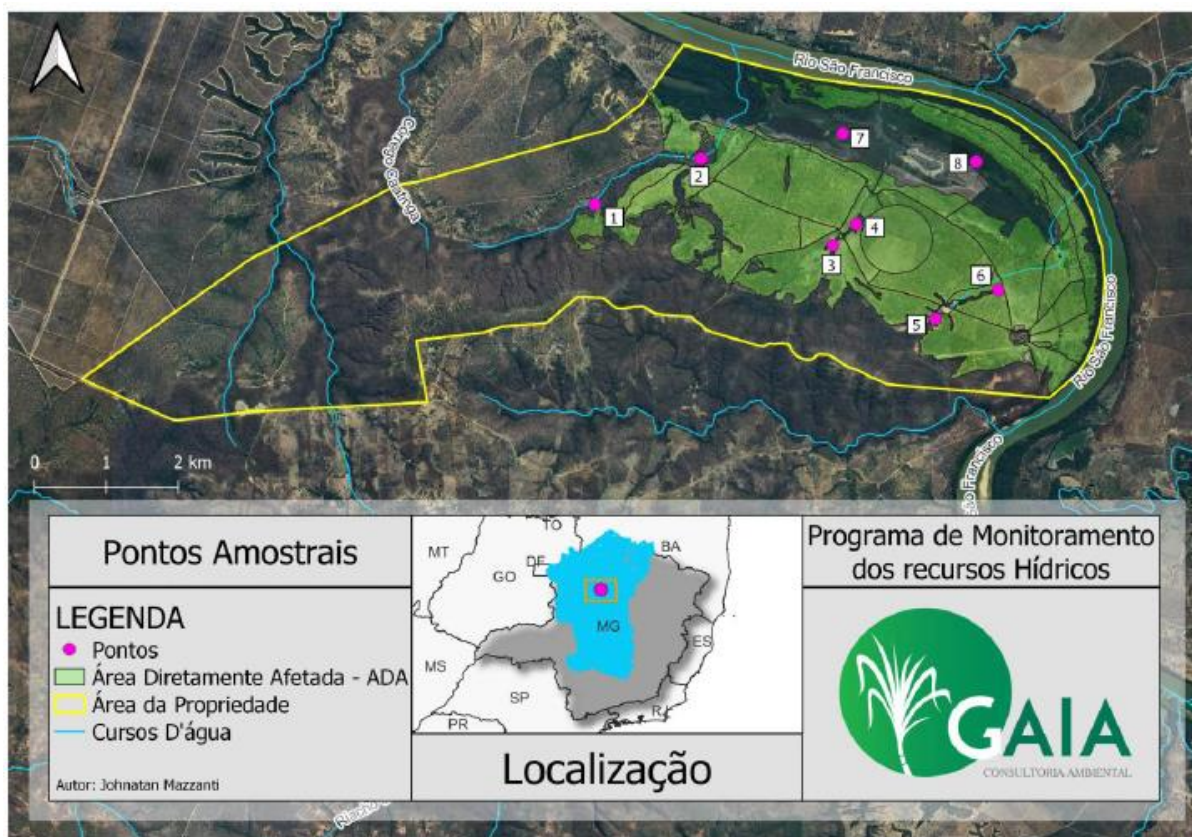 Rio São Francisco
Córrego Caatinga
7
8
2
1
4
3
6
5
Rio São Francisco
São Francisco
0 1 2 km
Pontos Amostrais
LEGENDA
Pontos
Área Diretamente Afetada - ADA
Área da Propriedade
Cursos D'água
Autor: Johnatan Mazzanti
TO
MT
BA
DF
GO
MG
ES
MS
SP
RJ
PR
Localização
Programa de Monitoramento
dos recursos Hídricos
GAIA
CONSULTORIA AMBIENTAL
Riacho